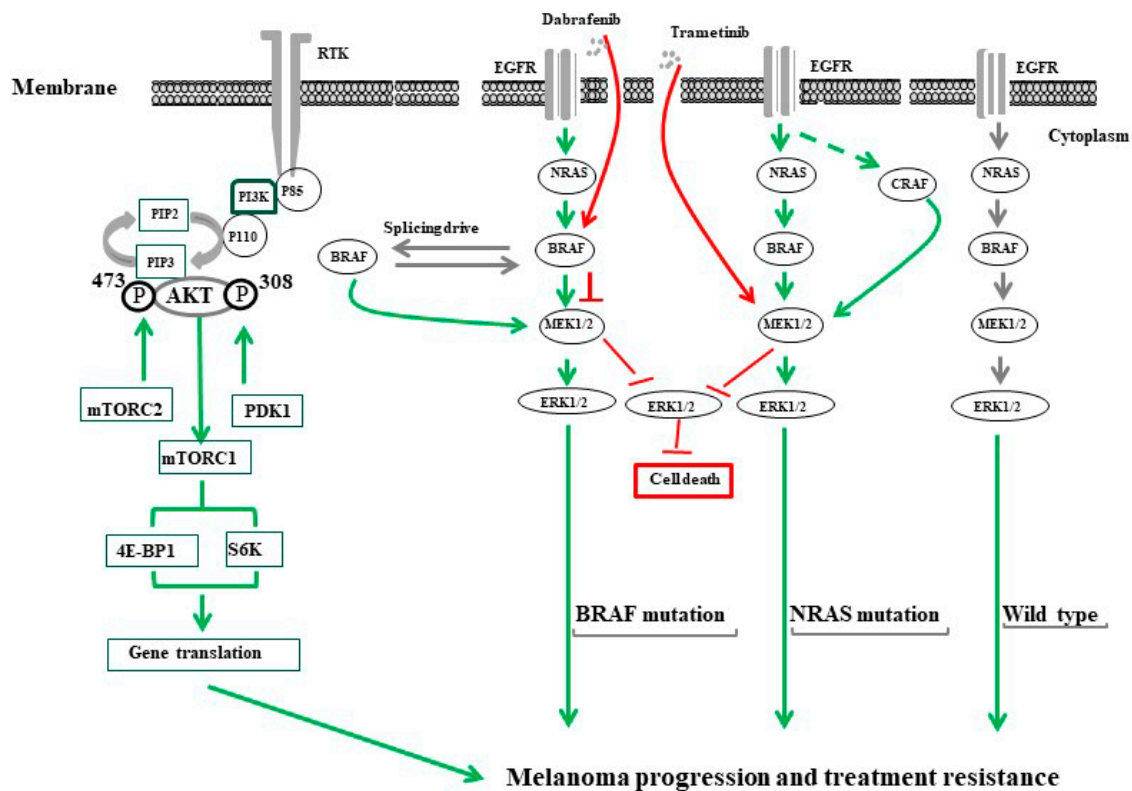 Dabrafenib
Trametinib
RTK
EGFR
EGFR
EGFR
Membrane
Cytoplasm
PI3K
P85
NRAS
NRAS
CRAF
NRAS
PIP2
P110
Splicing drive
BRAF
BRAF
BRAF
BRAF
PIP3
473
308
P
AKT
P
MEK1/2
MEK1/2
MEK1/2
mTORC2
PDK1
ERK1/2
ERK1/2
ERK1/2
ERK1/2
mTORC1
Cell death
4E-BP1
S6K
BRAF mutation
NRAS mutation
Wild type
Gene translation
Melanoma progression and treatment resistance